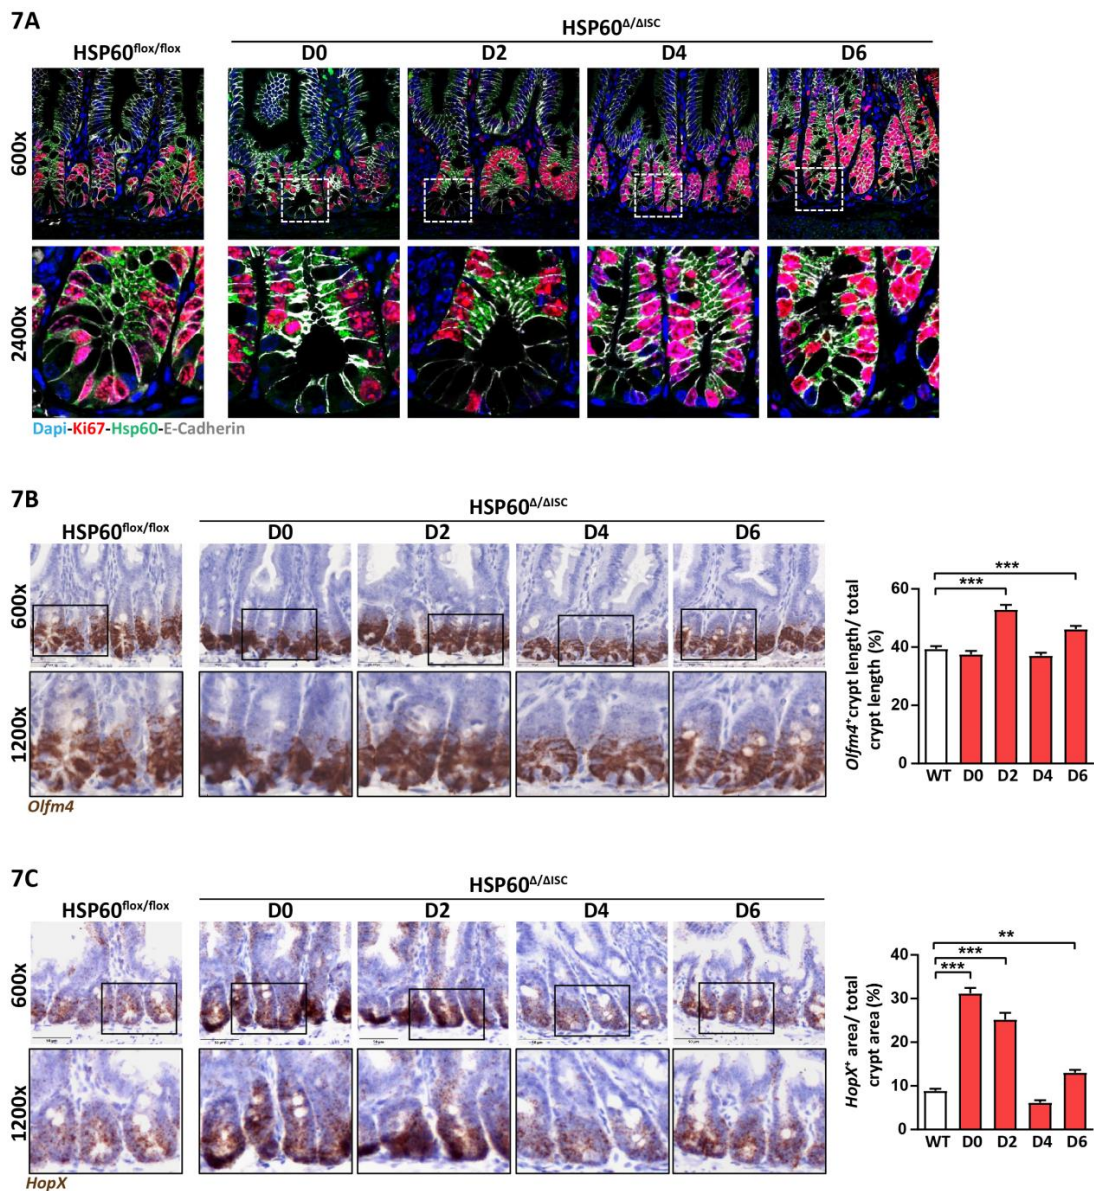 7A
HSP60flox/flox
HSP60Δ/ΔISC
D0 D2 D4 D6
600x
2400x
Dapi-Ki67-Hsp60-E-Cadherin
7B
HSP60flox/flox
HSP60Δ/ΔISC
D0 D2 D4 D6
600x
1200x
Olfm4
Olfm4+crypt length/ total
crypt length (%)
60
40
20
0
***
***
WT D0 D2 D4 D6
7C
HSP60flox/flox
HSP60Δ/ΔISC
D0 D2 D4 D6
600x
1200x
HopX
HopX+ area/ total
crypt area (%)
40
30
20
10
0
**
***
***
WT D0 D2 D4 D6